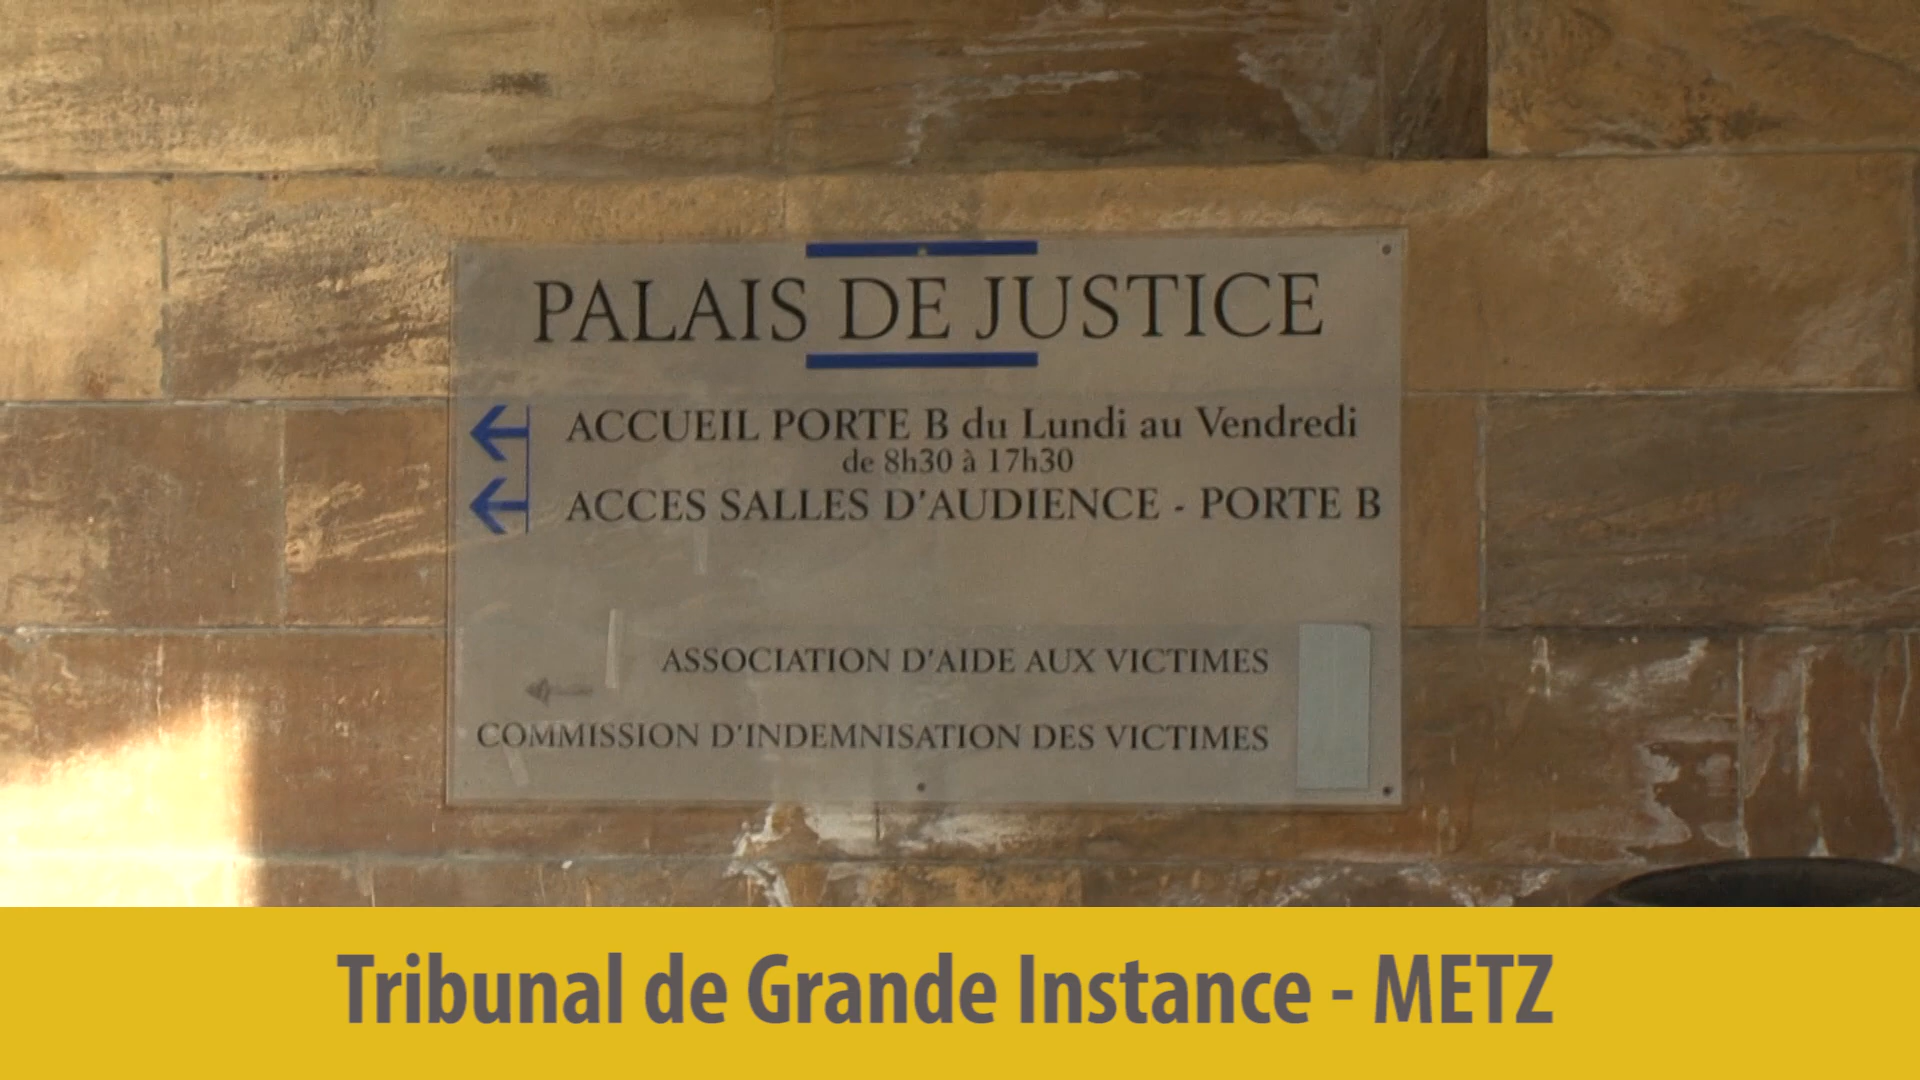 PALAIS DE JUSTICE
ACCUEIL PORTE B du Lundi au Vendredi
de 8h30 à 17h30
ACCES SALLES D'AUDIENCE - PORTE B
ASSOCIATION D'AIDE AUX VICTIMES
COMMISSION D'INDEMNISATION DES VICTIMES
Tribunal de Grande Instance - METZ